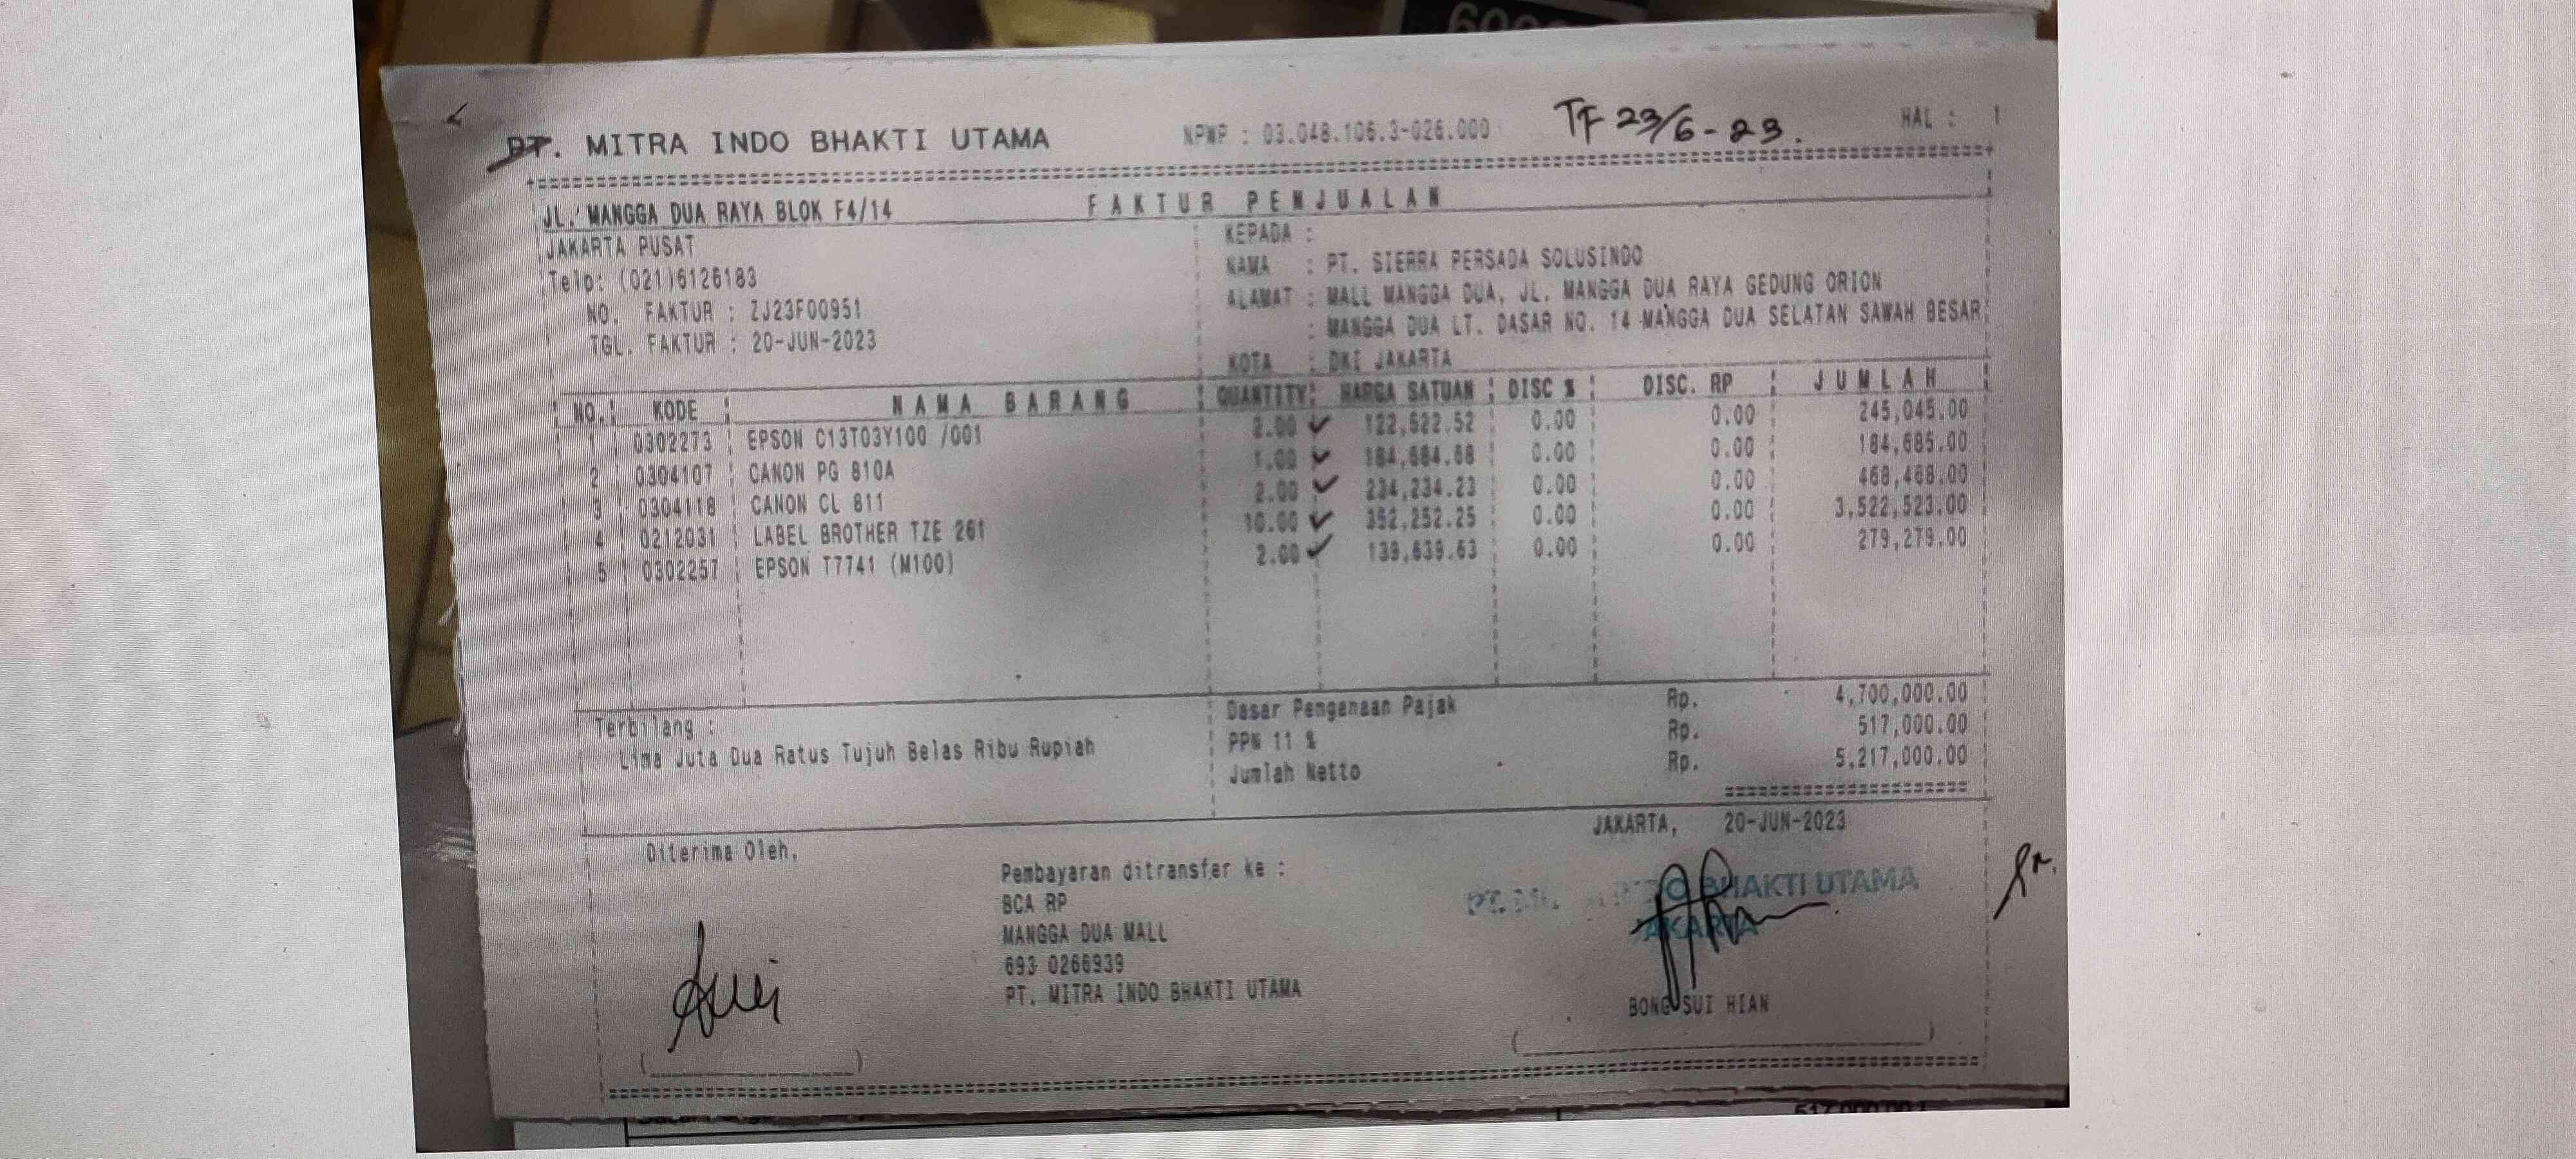 600
PT. MITRA INDO BHAKTI UTAMA NPWP : 03.048.106.3-026.000 TF 23/6-23. HAL : 1
FAKTUR PENJUALAN
JL. MANGGA DUA RAYA BLOK F4/14
JAKARTA PUSAT
Telp: (021)6126183
NO. FAKTUR : ZJ23F00951
TGL. FAKTUR : 20-JUN-2023
KEPADA :
NAMA : PT. SIERRA PERSADA SOLUSINDO
ALAMAT : MALL MANGGA DUA, JL. MANGGA DUA RAYA GEDUNG ORION
: MANGGA DUA LT. DASAR NO. 14 MANGGA DUA SELATAN SAWAH BESAR
KOTA : DKI JAKARTA
NO. KODE NAMA BARANG QUANTITY HARGA SATUAN DISC % DISC. RP JUMLAH
1 0302273 EPSON C13T03Y100 /001 2.00 122,522.52 0.00 0.00 245,045.00
2 0304107 CANON PG 810A 1.00 184,684.68 0.00 0.00 184,685.00
3 0304118 CANON CL 811 2.00 234,234.23 0.00 0.00 468,468.00
4 0212031 LABEL BROTHER TZE 261 10.00 352,252.25 0.00 0.00 3,522,523.00
5 0302257 EPSON T7741 (M100) 2.00 139,639.63 0.00 0.00 279,279.00
Terbilang :
Lima Juta Dua Ratus Tujuh Belas Ribu Rupiah
Dasar Pengenaan Pajak Rp. 4,700,000.00
PPN 11 % Rp. 517,000.00
Jumlah Netto Rp. 5,217,000.00
JAKARTA, 20-JUN-2023
Diterima Oleh,
Pembayaran ditransfer ke :
BCA RP
MANGGA DUA MALL
693 0266939
PT. MITRA INDO BHAKTI UTAMA
BHAKTI UTAMA
JAKARTA
BONG SUI HIAN